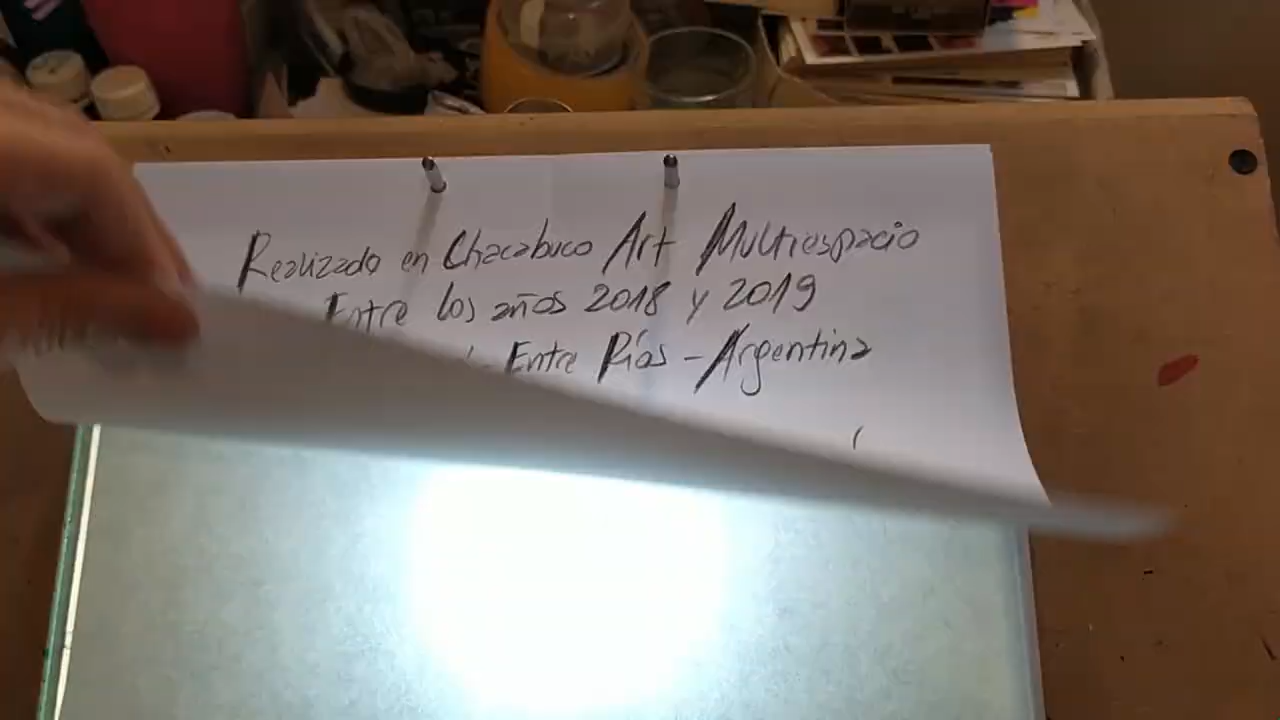 Realizado en Chacabuco Art Multiespacio
Entre los años 2018 y 2019
- Entre Ríos - Argentina